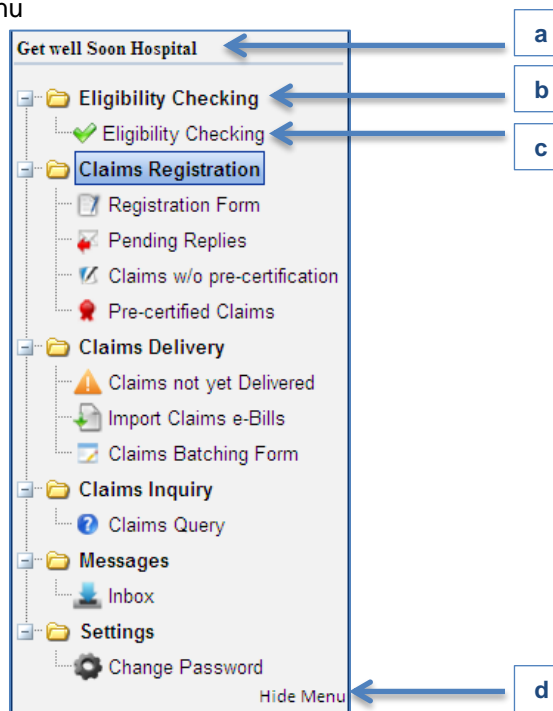 nu
Get well Soon Hospital
a
Eligibility Checking
b
Eligibility Checking
c
Claims Registration
Registration Form
Pending Replies
Claims w/o pre-certification
Pre-certified Claims
Claims Delivery
Claims not yet Delivered
Import Claims e-Bills
Claims Batching Form
Claims Inquiry
Claims Query
Messages
Inbox
Settings
Change Password
Hide Menu
d